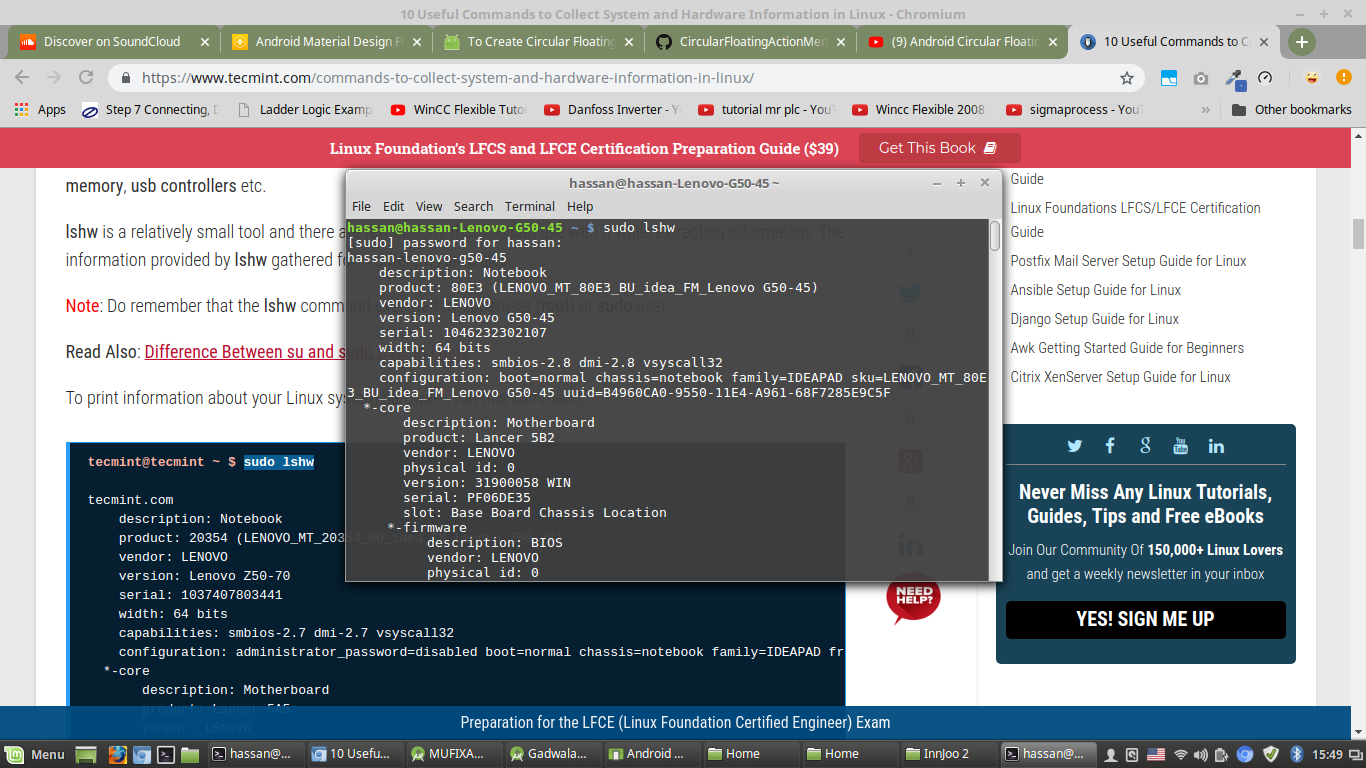 10 Useful Commands to Collect System and Hardware Information in Linux - Chromium
Discover on SoundCloud
Android Material Design F
To Create Circular Floating
CircularFloatingActionMen
(9) Android Circular Floatin
10 Useful Commands to C
https://www.tecmint.com/commands-to-collect-system-and-hardware-information-in-linux/
Apps
Step 7 Connecting,
Ladder Logic Examp
WinCC Flexible Tutor
Danfoss Inverter - Y
tutorial mr plc - YouT
Wincc Flexible 2008
sigmaprocess - YouT
Other bookmarks
Linux Foundation's LFCS and LFCE Certification Preparation Guide ($39)
Get This Book
memory, usb controllers etc.
lshw is a relatively small tool and there a
acting information. The
information provided by lshw gathered f
Note: Do remember that the lshw comm
(root) or sudo user.
Read Also: Difference Between su and sudo
To print information about your Linux sys
tecmint@tecmint ~ $ sudo lshw
tecmint.com
description: Notebook
product: 20354 (LENOVO_MT_20354_BU_idea
vendor: LENOVO
version: Lenovo Z50-70
serial: 1037407803441
width: 64 bits
capabilities: smbios-2.7 dmi-2.7 vsyscall32
configuration: administrator_password=disabled boot=normal chassis=notebook family=IDEAPAD fr
*-core
description: Motherboard
product: Lancer 5A5
vendor: LENOVO
hassan@hassan-Lenovo-G50-45 ~
File Edit View Search Terminal Help
hassan@hassan-Lenovo-G50-45 ~ $ sudo lshw
[sudo] password for hassan:
hassan-lenovo-g50-45
description: Notebook
product: 80E3 (LENOVO_MT_80E3_BU_idea_FM_Lenovo G50-45)
vendor: LENOVO
version: Lenovo G50-45
serial: 1046232302107
width: 64 bits
capabilities: smbios-2.8 dmi-2.8 vsyscall32
configuration: boot=normal chassis=notebook family=IDEAPAD sku=LENOVO_MT_80E
3_BU_idea_FM_Lenovo G50-45 uuid=B4960CA0-9550-11E4-A961-68F7285E9C5F
*-core
description: Motherboard
product: Lancer 5B2
vendor: LENOVO
physical id: 0
version: 31900058 WIN
serial: PF06DE35
slot: Base Board Chassis Location
*-firmware
description: BIOS
vendor: LENOVO
physical id: 0
NEED
HELP?
Guide
Linux Foundations LFCS/LFCE Certification
Guide
Postfix Mail Server Setup Guide for Linux
Ansible Setup Guide for Linux
Django Setup Guide for Linux
Awk Getting Started Guide for Beginners
Citrix XenServer Setup Guide for Linux
Never Miss Any Linux Tutorials,
Guides, Tips and Free eBooks
Join Our Community Of 150,000+ Linux Lovers
and get a weekly newsletter in your inbox
YES! SIGN ME UP
Preparation for the LFCE (Linux Foundation Certified Engineer) Exam
Menu
hassan@...
10 Usefu...
MUFIXA...
Gadwala...
Android ...
Home
Home
InnJoo 2
hassan@...
15:49